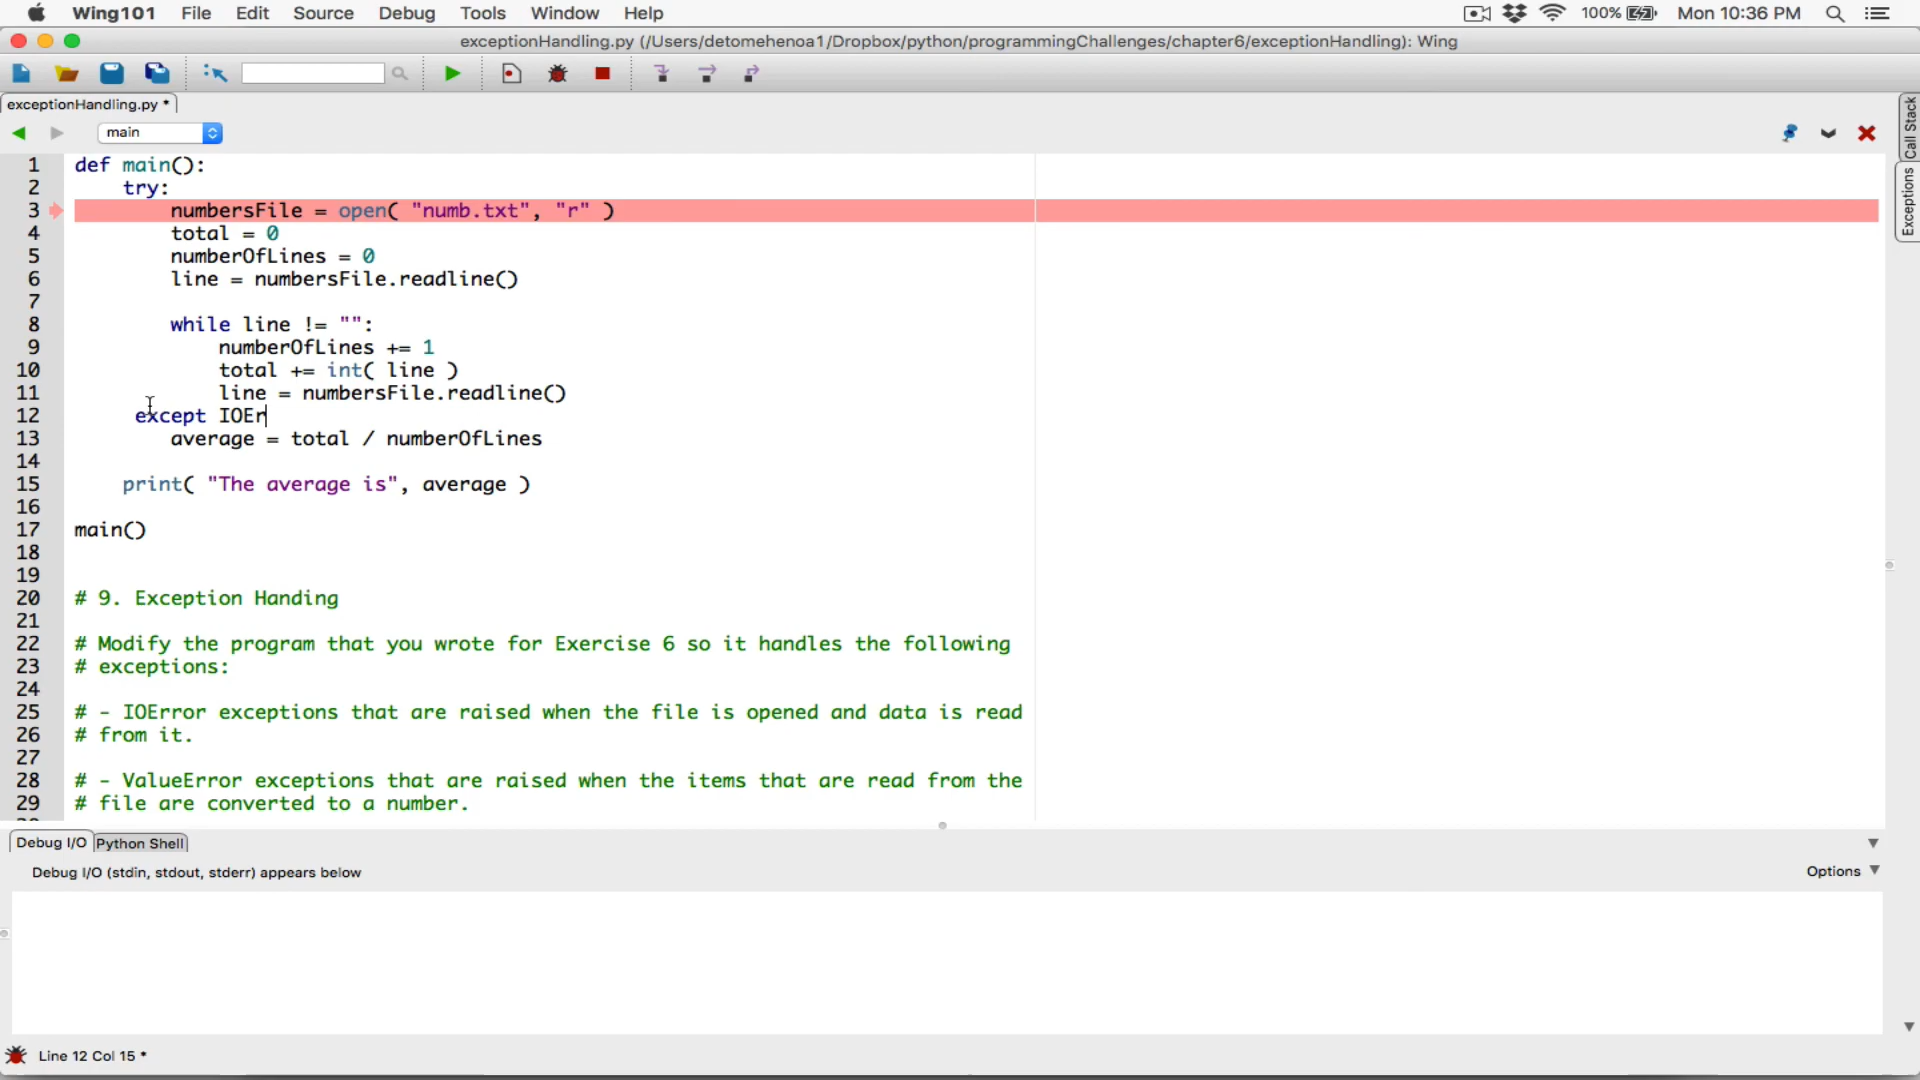 Wing101 File Edit Source Debug Tools Window Help 100% Mon 10:36 PM
exceptionHandling.py (/Users/detomehenoa1/Dropbox/python/programmingChallenges/chapter6/exceptionHandling): Wing
exceptionHandling.py *
main
Call Stack
Exceptions
1 def main():
2 try:
3 numbersFile = open( "numb.txt", "r" )
4 total = 0
5 numberOfLines = 0
6 line = numbersFile.readline()
7
8 while line != "":
9 numberOfLines += 1
10 total += int( line )
11 line = numbersFile.readline()
12 except IOEr
13 average = total / numberOfLines
14
15 print( "The average is", average )
16
17 main()
18
19
20 # 9. Exception Handing
21
22 # Modify the program that you wrote for Exercise 6 so it handles the following
23 # exceptions:
24
25 # - IOError exceptions that are raised when the file is opened and data is read
26 # from it.
27
28 # - ValueError exceptions that are raised when the items that are read from the
29 # file are converted to a number.
Debug I/O Python Shell
Debug I/O (stdin, stdout, stderr) appears below
Options
Line 12 Col 15 *